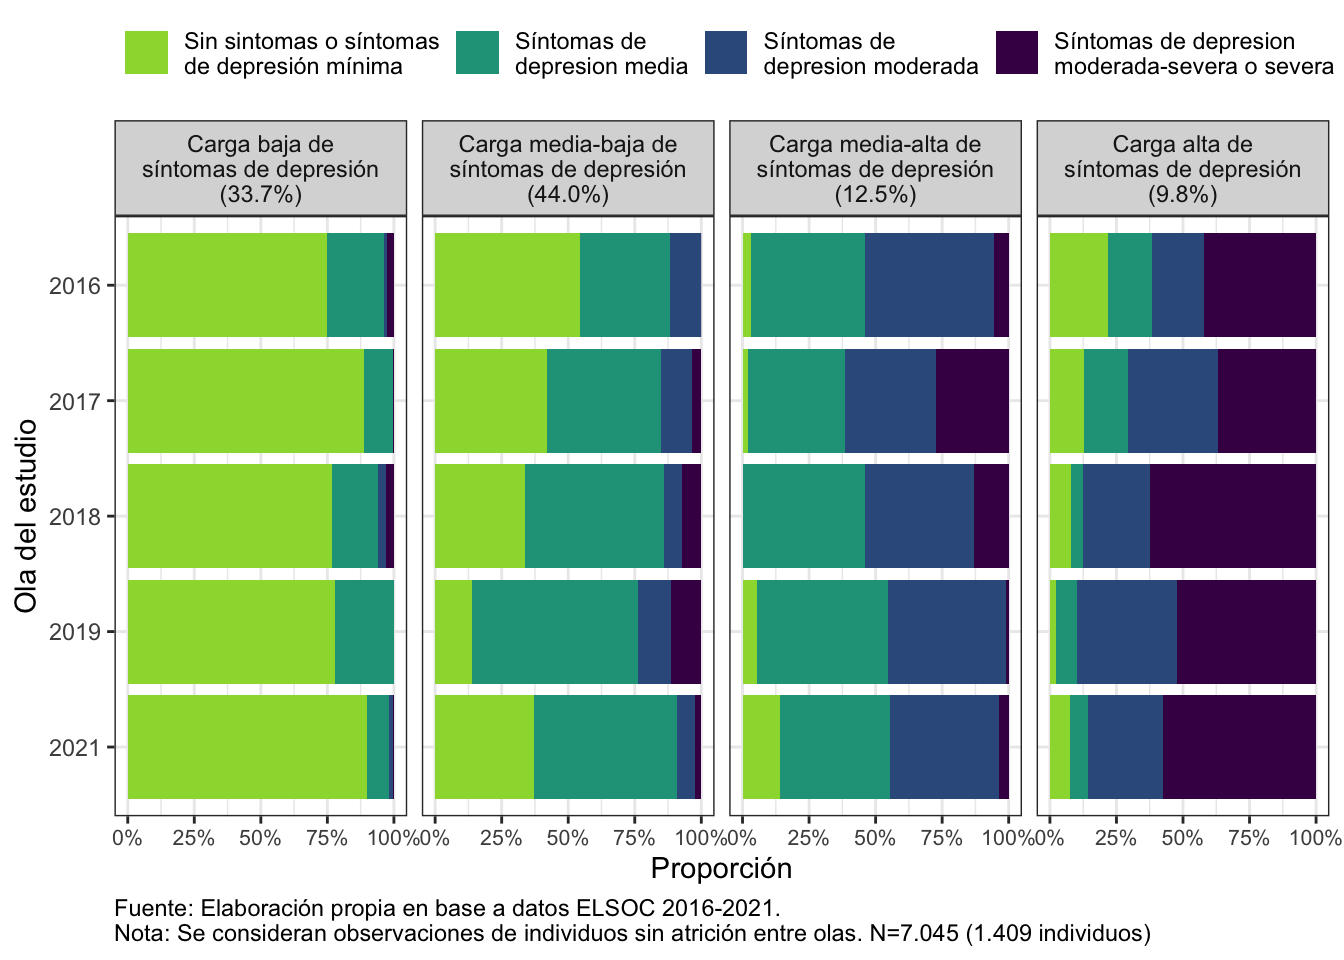 Sin sintomas o síntomas
de depresión mínima
Síntomas de
depresion media
Síntomas de
depresion moderada
Síntomas de depresion
moderada-severa o severa
Carga baja de
síntomas de depresión
(33.7%)
Carga media-baja de
síntomas de depresión
(44.0%)
Carga media-alta de
síntomas de depresión
(12.5%)
Carga alta de
síntomas de depresión
(9.8%)
Ola del estudio
2016
2017
2018
2019
2021
0% 25% 50% 75% 100%
0% 25% 50% 75% 100%
0% 25% 50% 75% 100%
0% 25% 50% 75% 100%
Proporción
Fuente: Elaboración propia en base a datos ELSOC 2016-2021.
Nota: Se consideran observaciones de individuos sin atrición entre olas. N=7.045 (1.409 individuos)